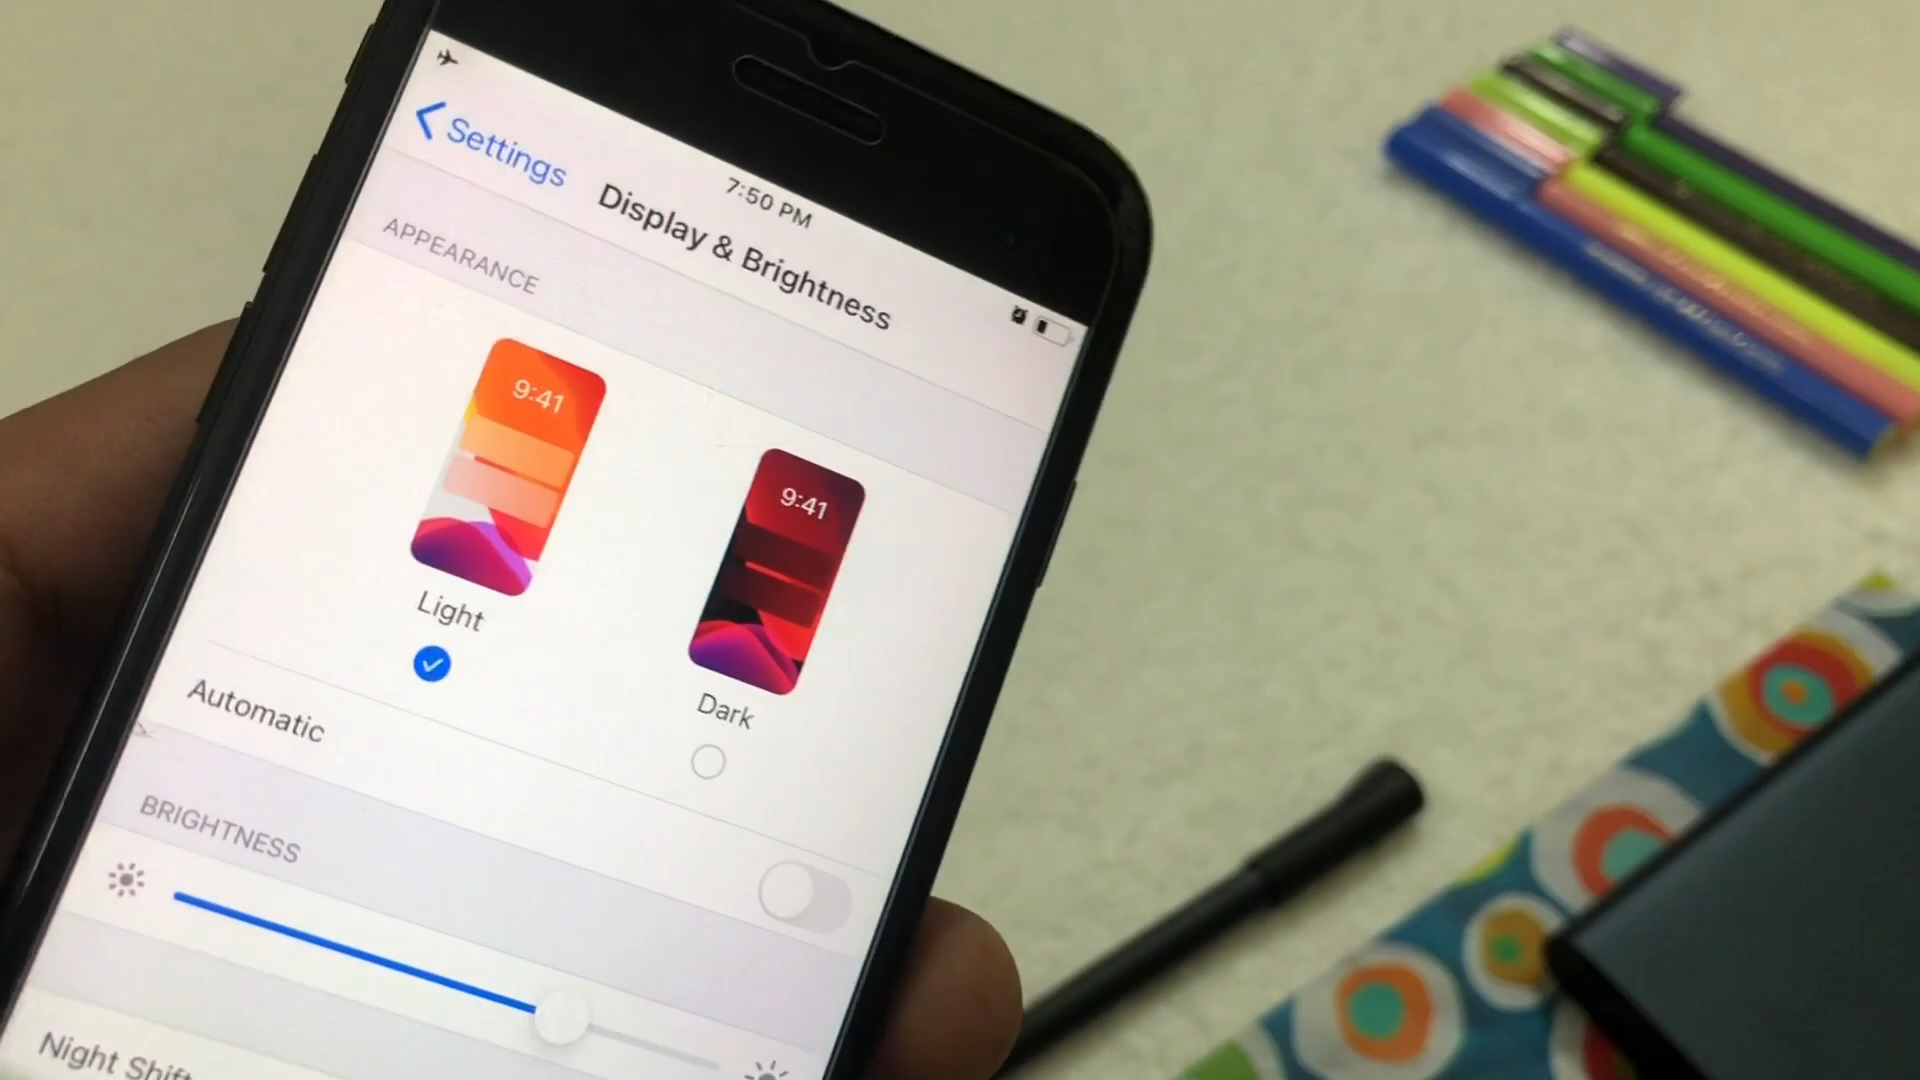 7:50 PM
Settings
Display & Brightness
APPEARANCE
9:41
9:41
Light
Dark
Automatic
BRIGHTNESS
Night Shift